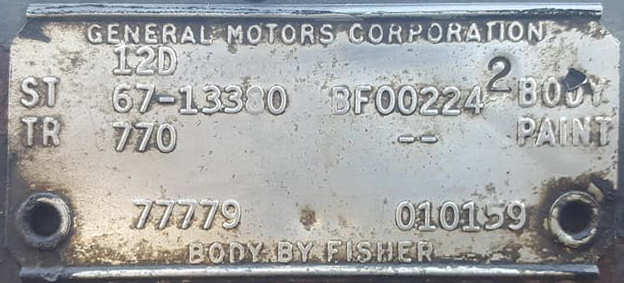 GENERAL MOTORS CORPORATION
12D
ST 67-13380 BF00224 2 BODY
TR 770 -- PAINT
77779 010159
BODY BY FISHER